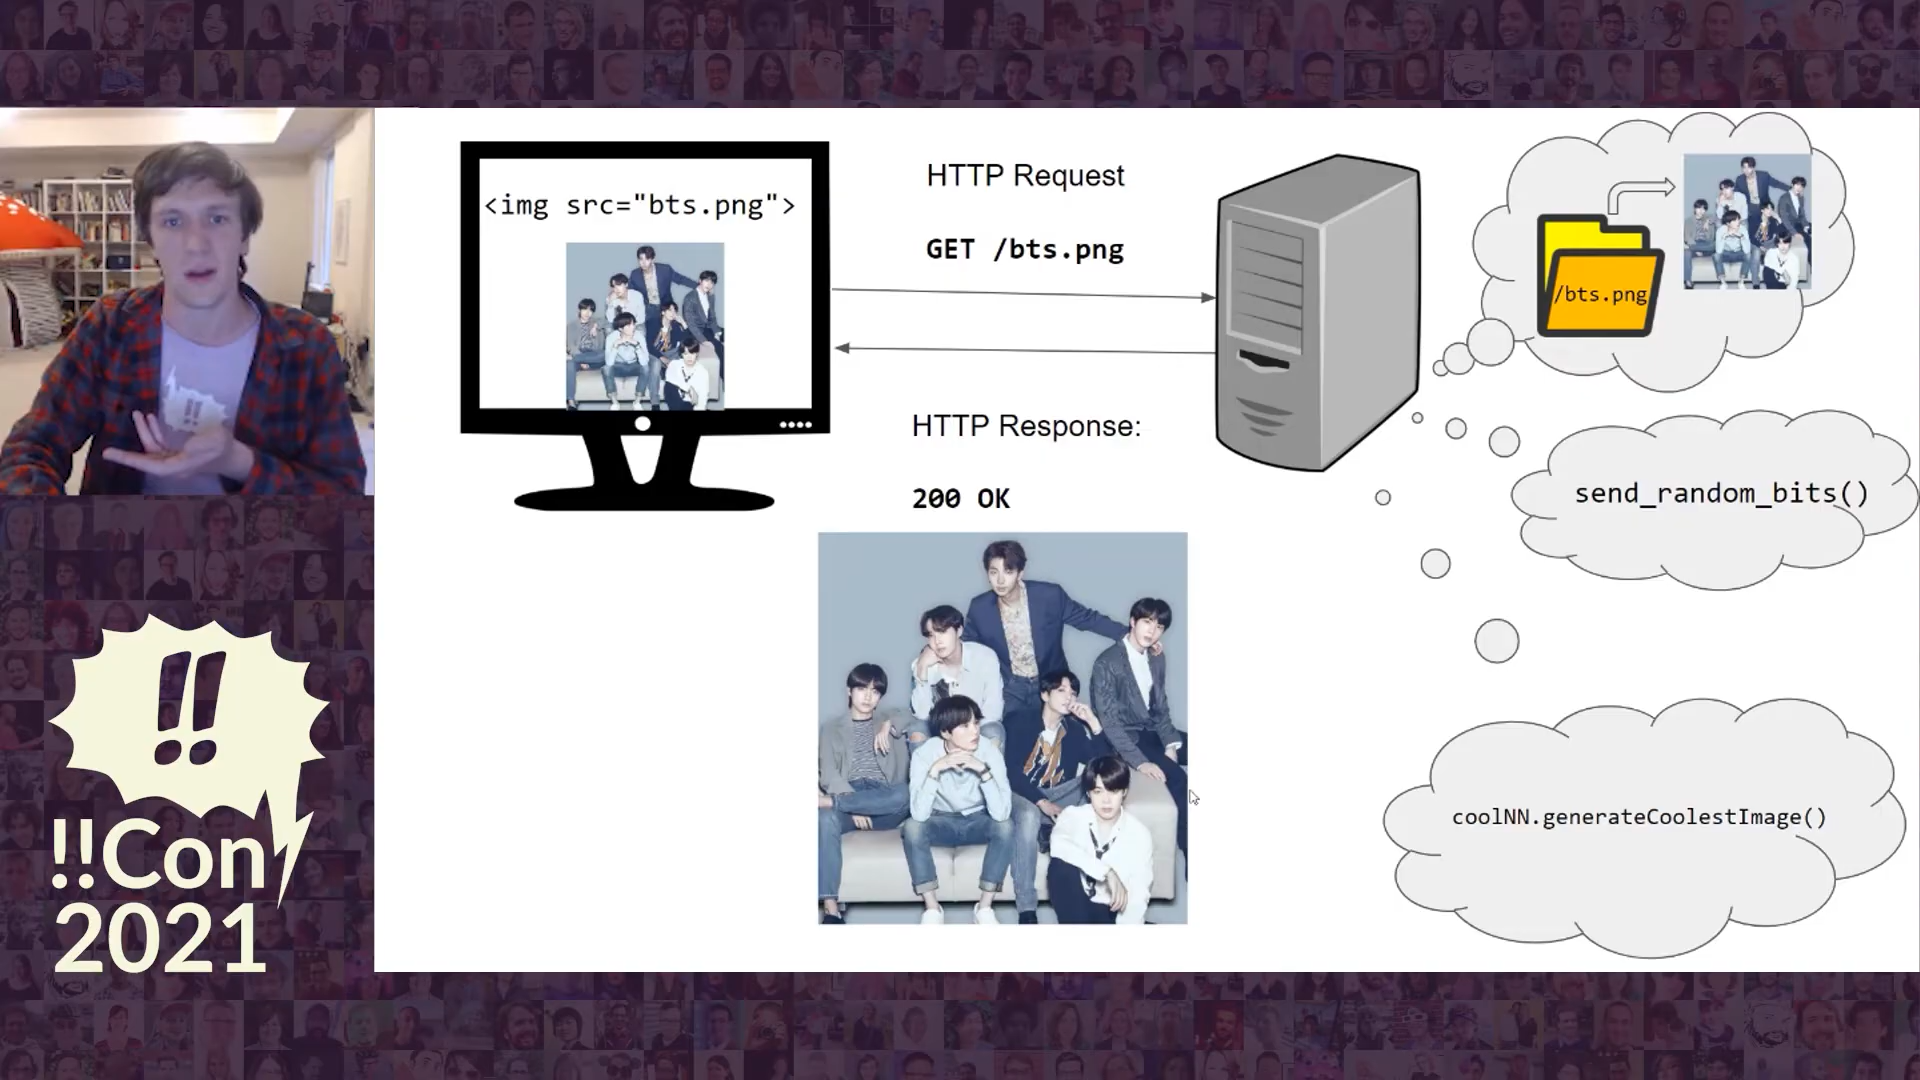 <img src="bts.png">
HTTP Request
GET /bts.png
HTTP Response:
200 OK
/bts.png
send_random_bits()
coolNN.generateCoolestImage()
!!
!!Con
2021